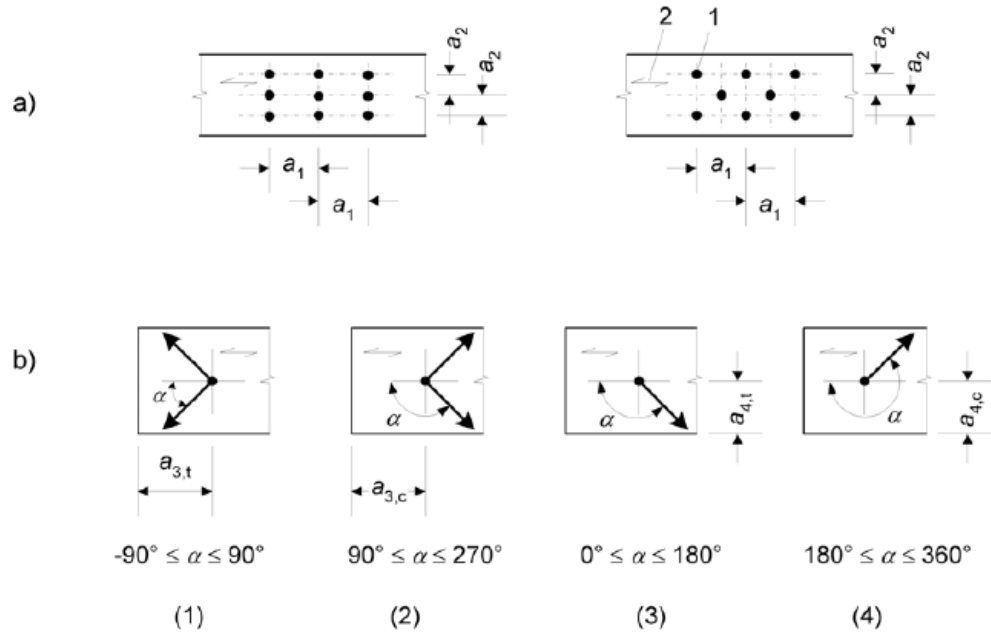 2 1
a₂ a₂ a₂ a₂
a)
a₁ a₁
a₁ a₁
b)
α α α α
a₄,t a₄,c
a₃,t a₃,c
-90° ≤ α ≤ 90° 90° ≤ α ≤ 270° 0° ≤ α ≤ 180° 180° ≤ α ≤ 360°
(1) (2) (3) (4)